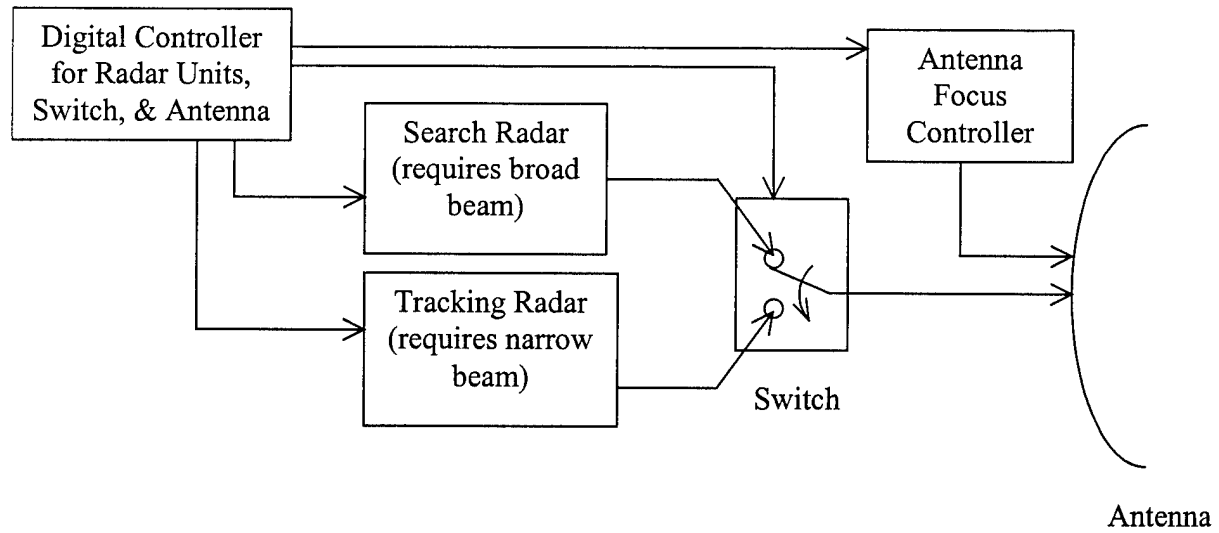 Digital Controller
for Radar Units,
Switch, & Antenna
Antenna
Focus
Controller
Search Radar
(requires broad
beam)
Tracking Radar
(requires narrow
beam)
Switch
Antenna